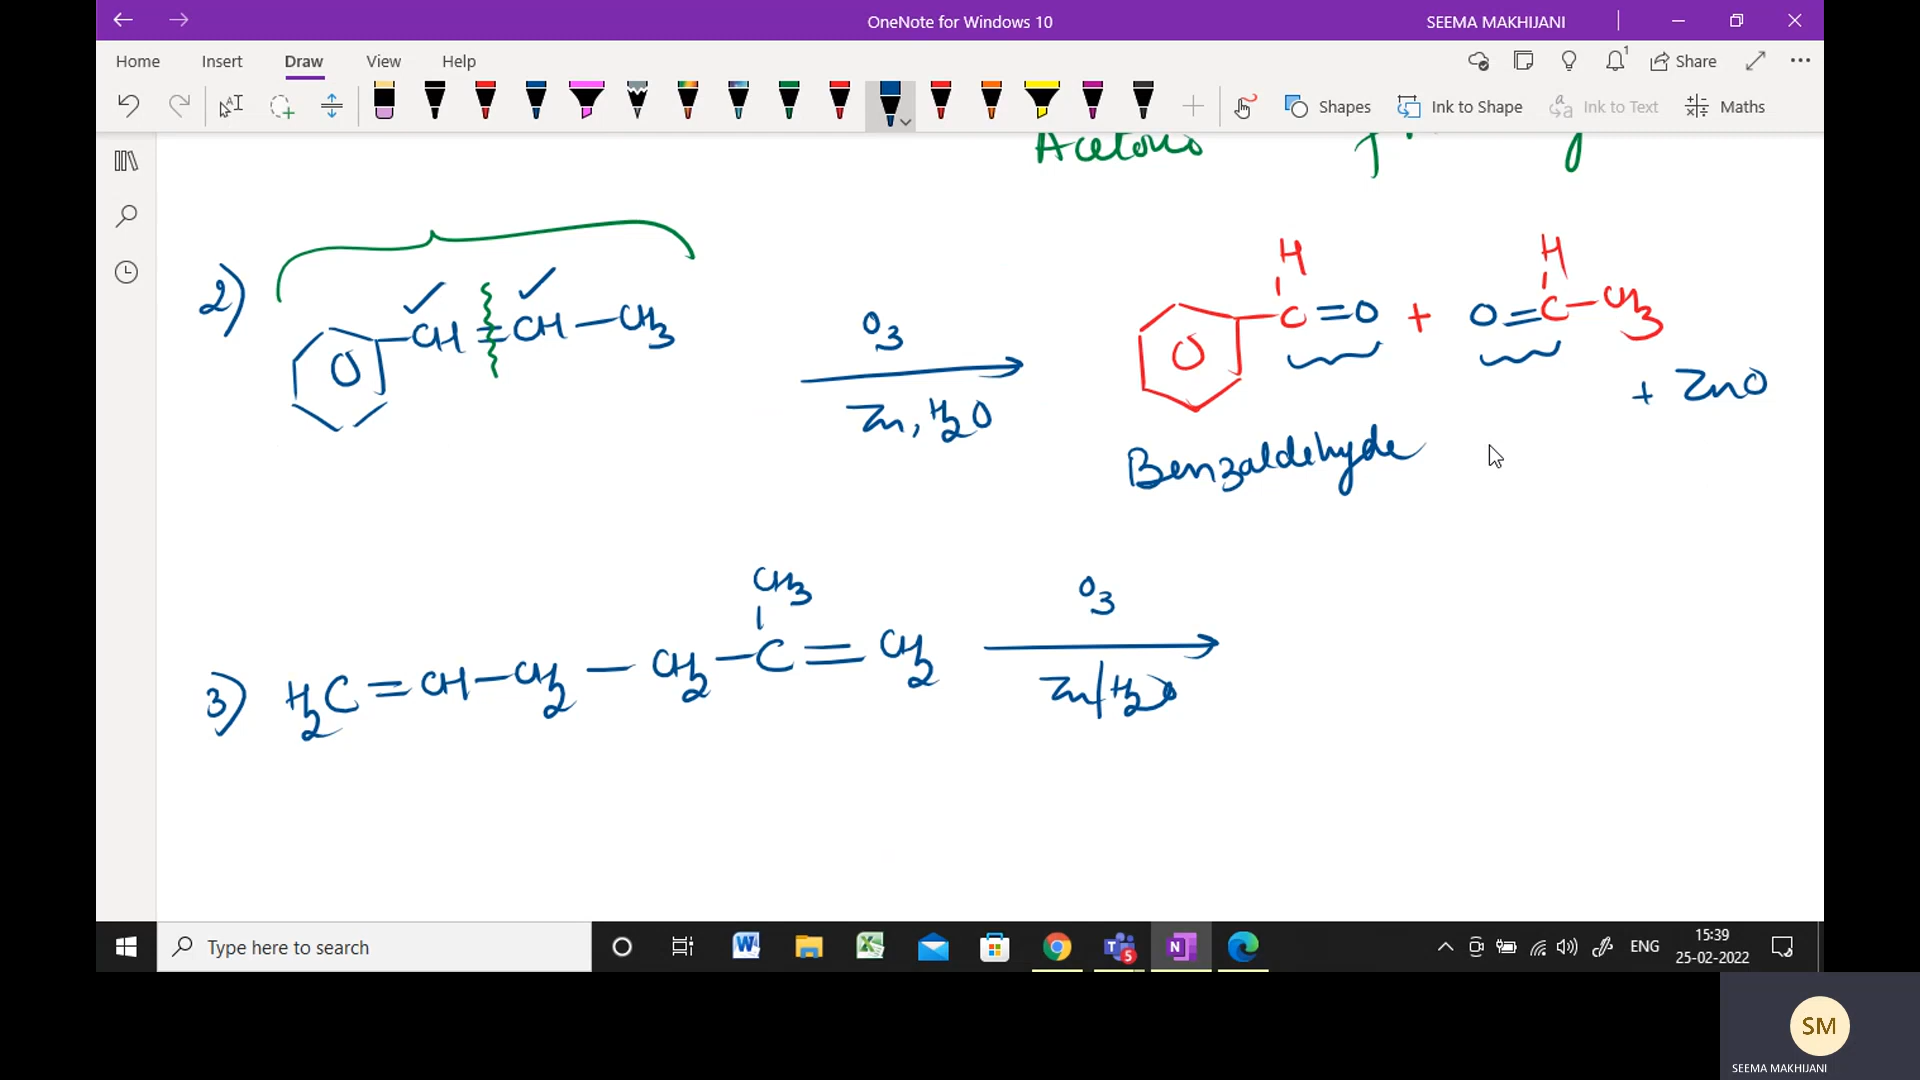 OneNote for Windows 10
SEEMA MAKHIJANI
Home Insert Draw View Help
Share
Shapes Ink to Shape Ink to Text Maths
2) CH = CH — CH3
O3
Zn, H2O
H
C = O + O = C — CH3
H
+ ZnO
Benzaldehyde
CH3
3) H2C = CH — CH2 — CH2 — C = CH2
O3
Zn/H2O
Type here to search
5
ENG
15:39
25-02-2022
SM
SEEMA MAKHIJANI